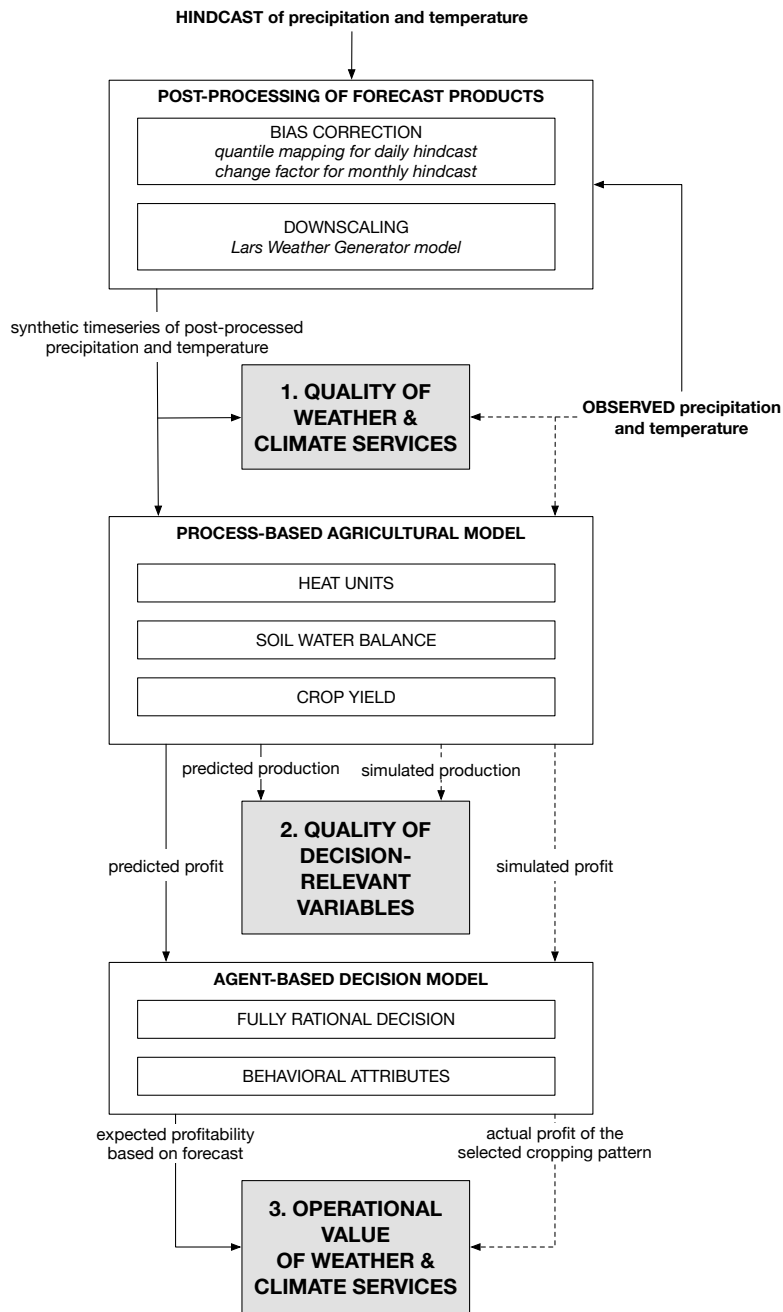 HINDCAST of precipitation and temperature
POST-PROCESSING OF FORECAST PRODUCTS
BIAS CORRECTION
quantile mapping for daily hindcast
change factor for monthly hindcast
DOWNSCALING
Lars Weather Generator model
synthetic timeseries of post-processed
precipitation and temperature
1. QUALITY OF
WEATHER &
CLIMATE SERVICES
OBSERVED precipitation
and temperature
PROCESS-BASED AGRICULTURAL MODEL
HEAT UNITS
SOIL WATER BALANCE
CROP YIELD
predicted production
simulated production
2. QUALITY OF
DECISION-
RELEVANT
VARIABLES
predicted profit
simulated profit
AGENT-BASED DECISION MODEL
FULLY RATIONAL DECISION
BEHAVIORAL ATTRIBUTES
expected profitability
based on forecast
actual profit of the
selected cropping pattern
3. OPERATIONAL
VALUE
OF WEATHER &
CLIMATE SERVICES